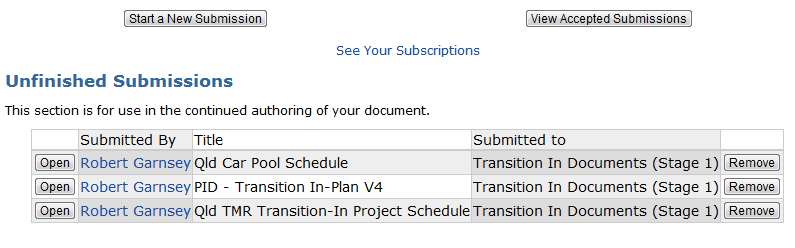 Start a New Submission View Accepted Submissions
See Your Subscriptions
Unfinished Submissions
This section is for use in the continued authoring of your document.
Submitted By Title Submitted to
Open Robert Garnsey Qld Car Pool Schedule Transition In Documents (Stage 1) Remove
Open Robert Garnsey PID - Transition In-Plan V4 Transition In Documents (Stage 1) Remove
Open Robert Garnsey Qld TMR Transition-In Project Schedule Transition In Documents (Stage 1) Remove